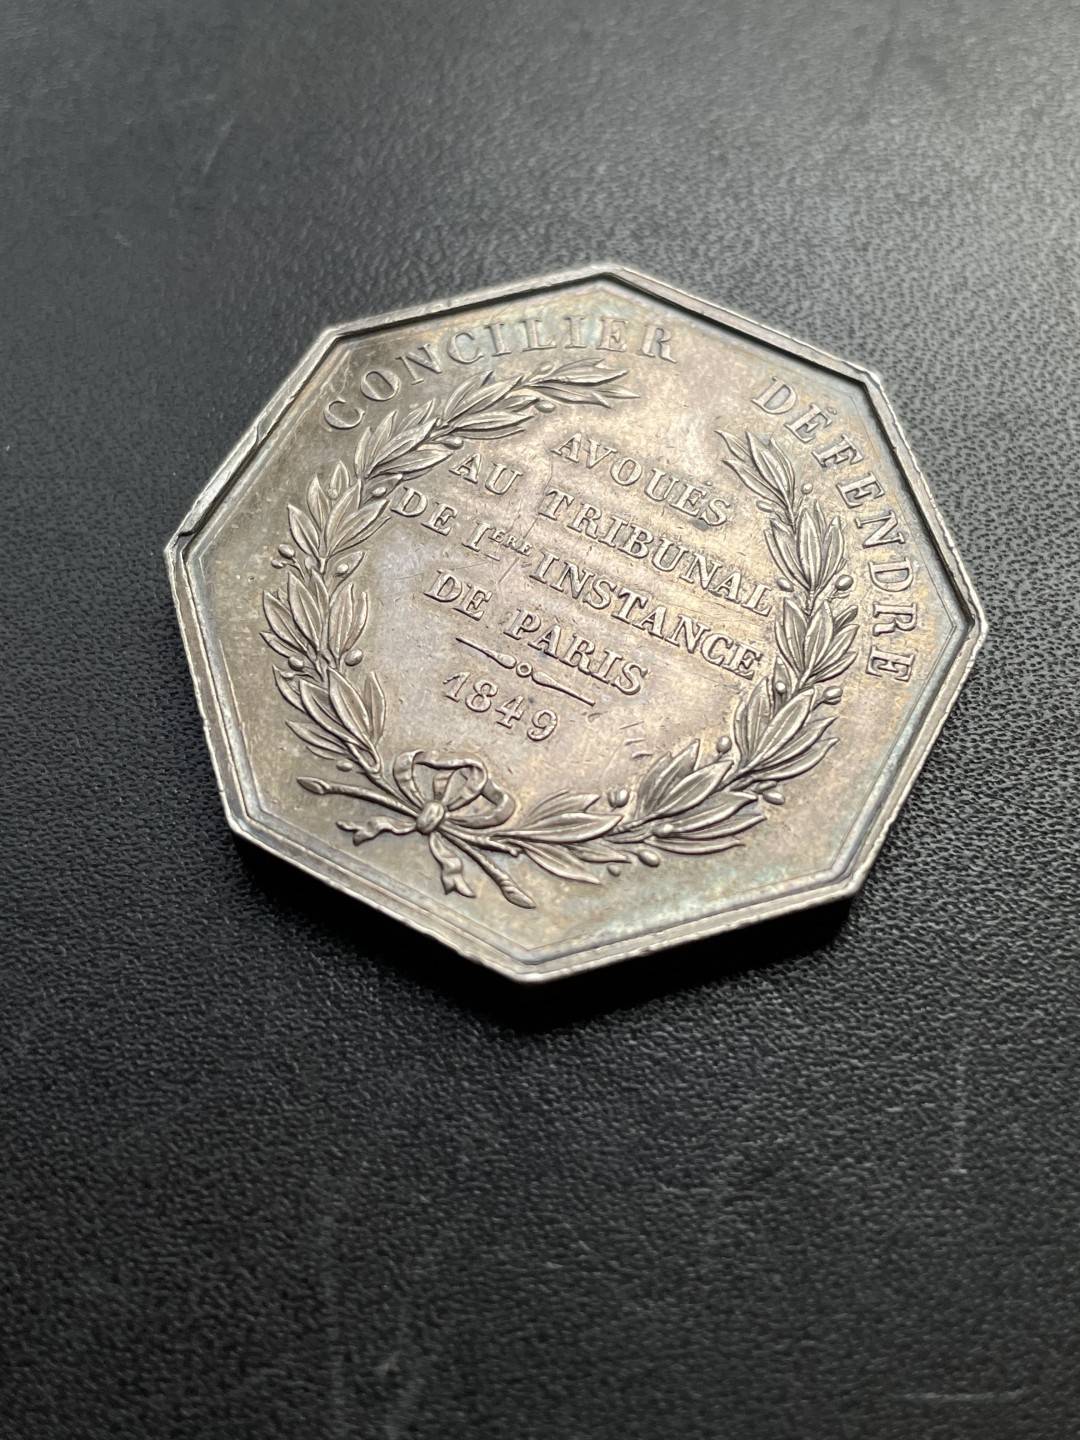 CONCILIER DÉFENDRE
AVOUÉS
AU TRIBUNAL
DE 1ÈRE INSTANCE
DE PARIS
1849